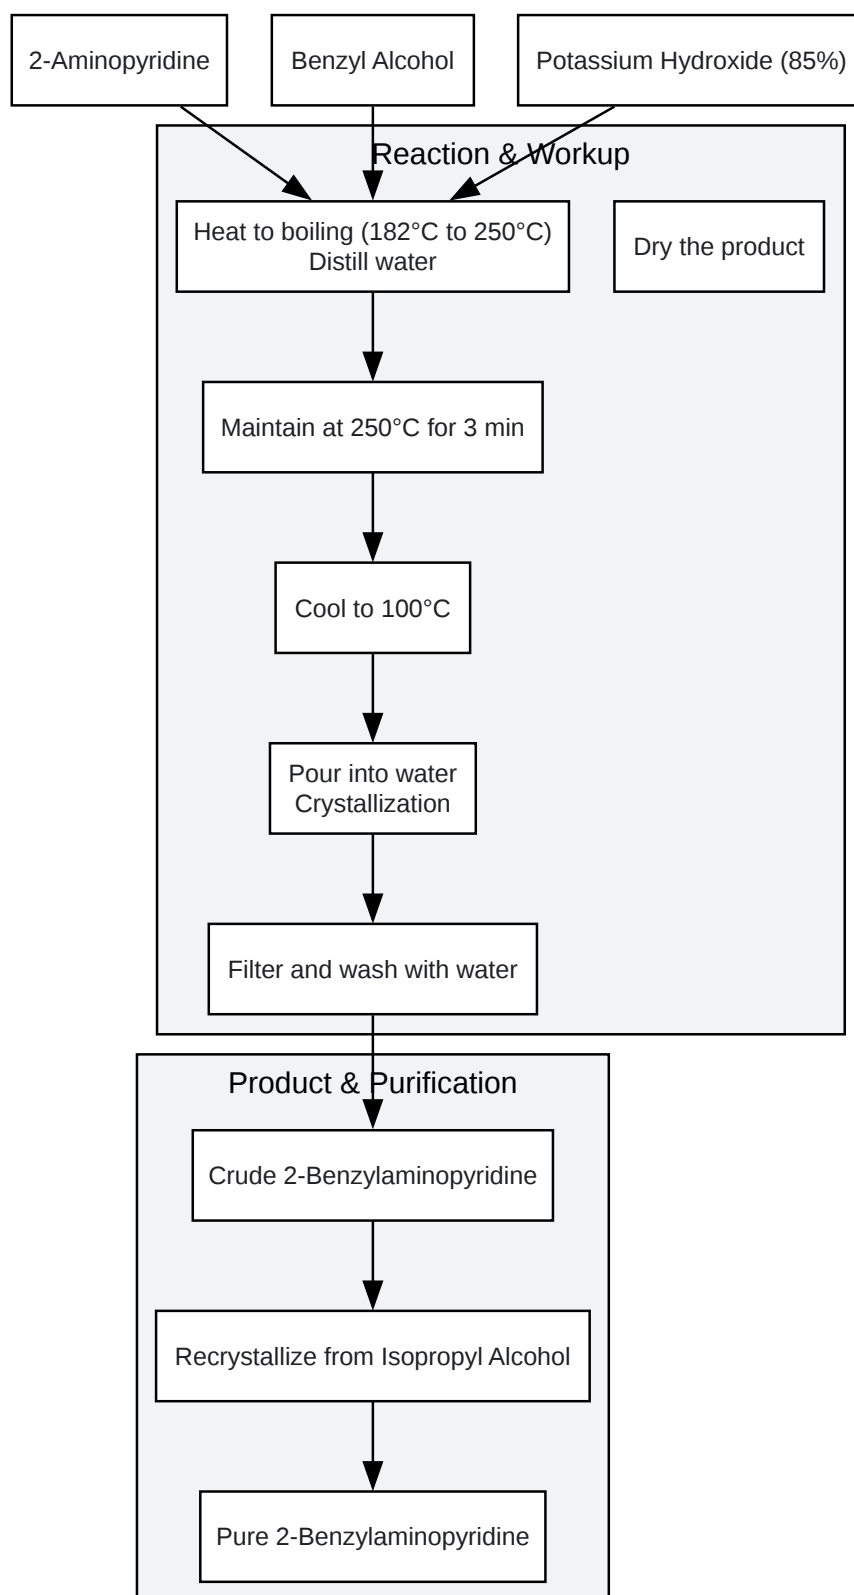 2-Aminopyridine
Benzyl Alcohol
Potassium Hydroxide (85%)
Reaction & Workup
Heat to boiling (182°C to 250°C)
Distill water
Dry the product
Maintain at 250°C for 3 min
Cool to 100°C
Pour into water
Crystallization
Filter and wash with water
Product & Purification
Crude 2-Benzylaminopyridine
Recrystallize from Isopropyl Alcohol
Pure 2-Benzylaminopyridine